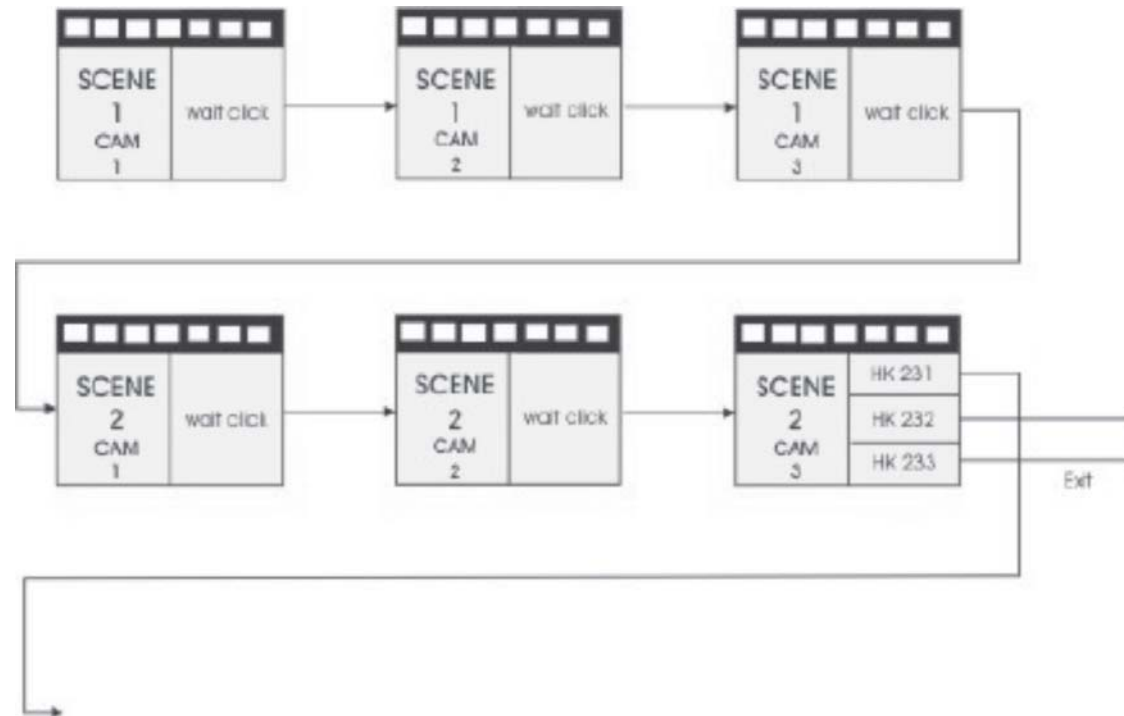 SCENE
1
CAM
1
wait click
SCENE
1
CAM
2
wait click
SCENE
1
CAM
3
wait click
SCENE
2
CAM
1
wait click
SCENE
2
CAM
2
wait click
SCENE
2
CAM
3
HK 231
HK 232
HK 233
Exit